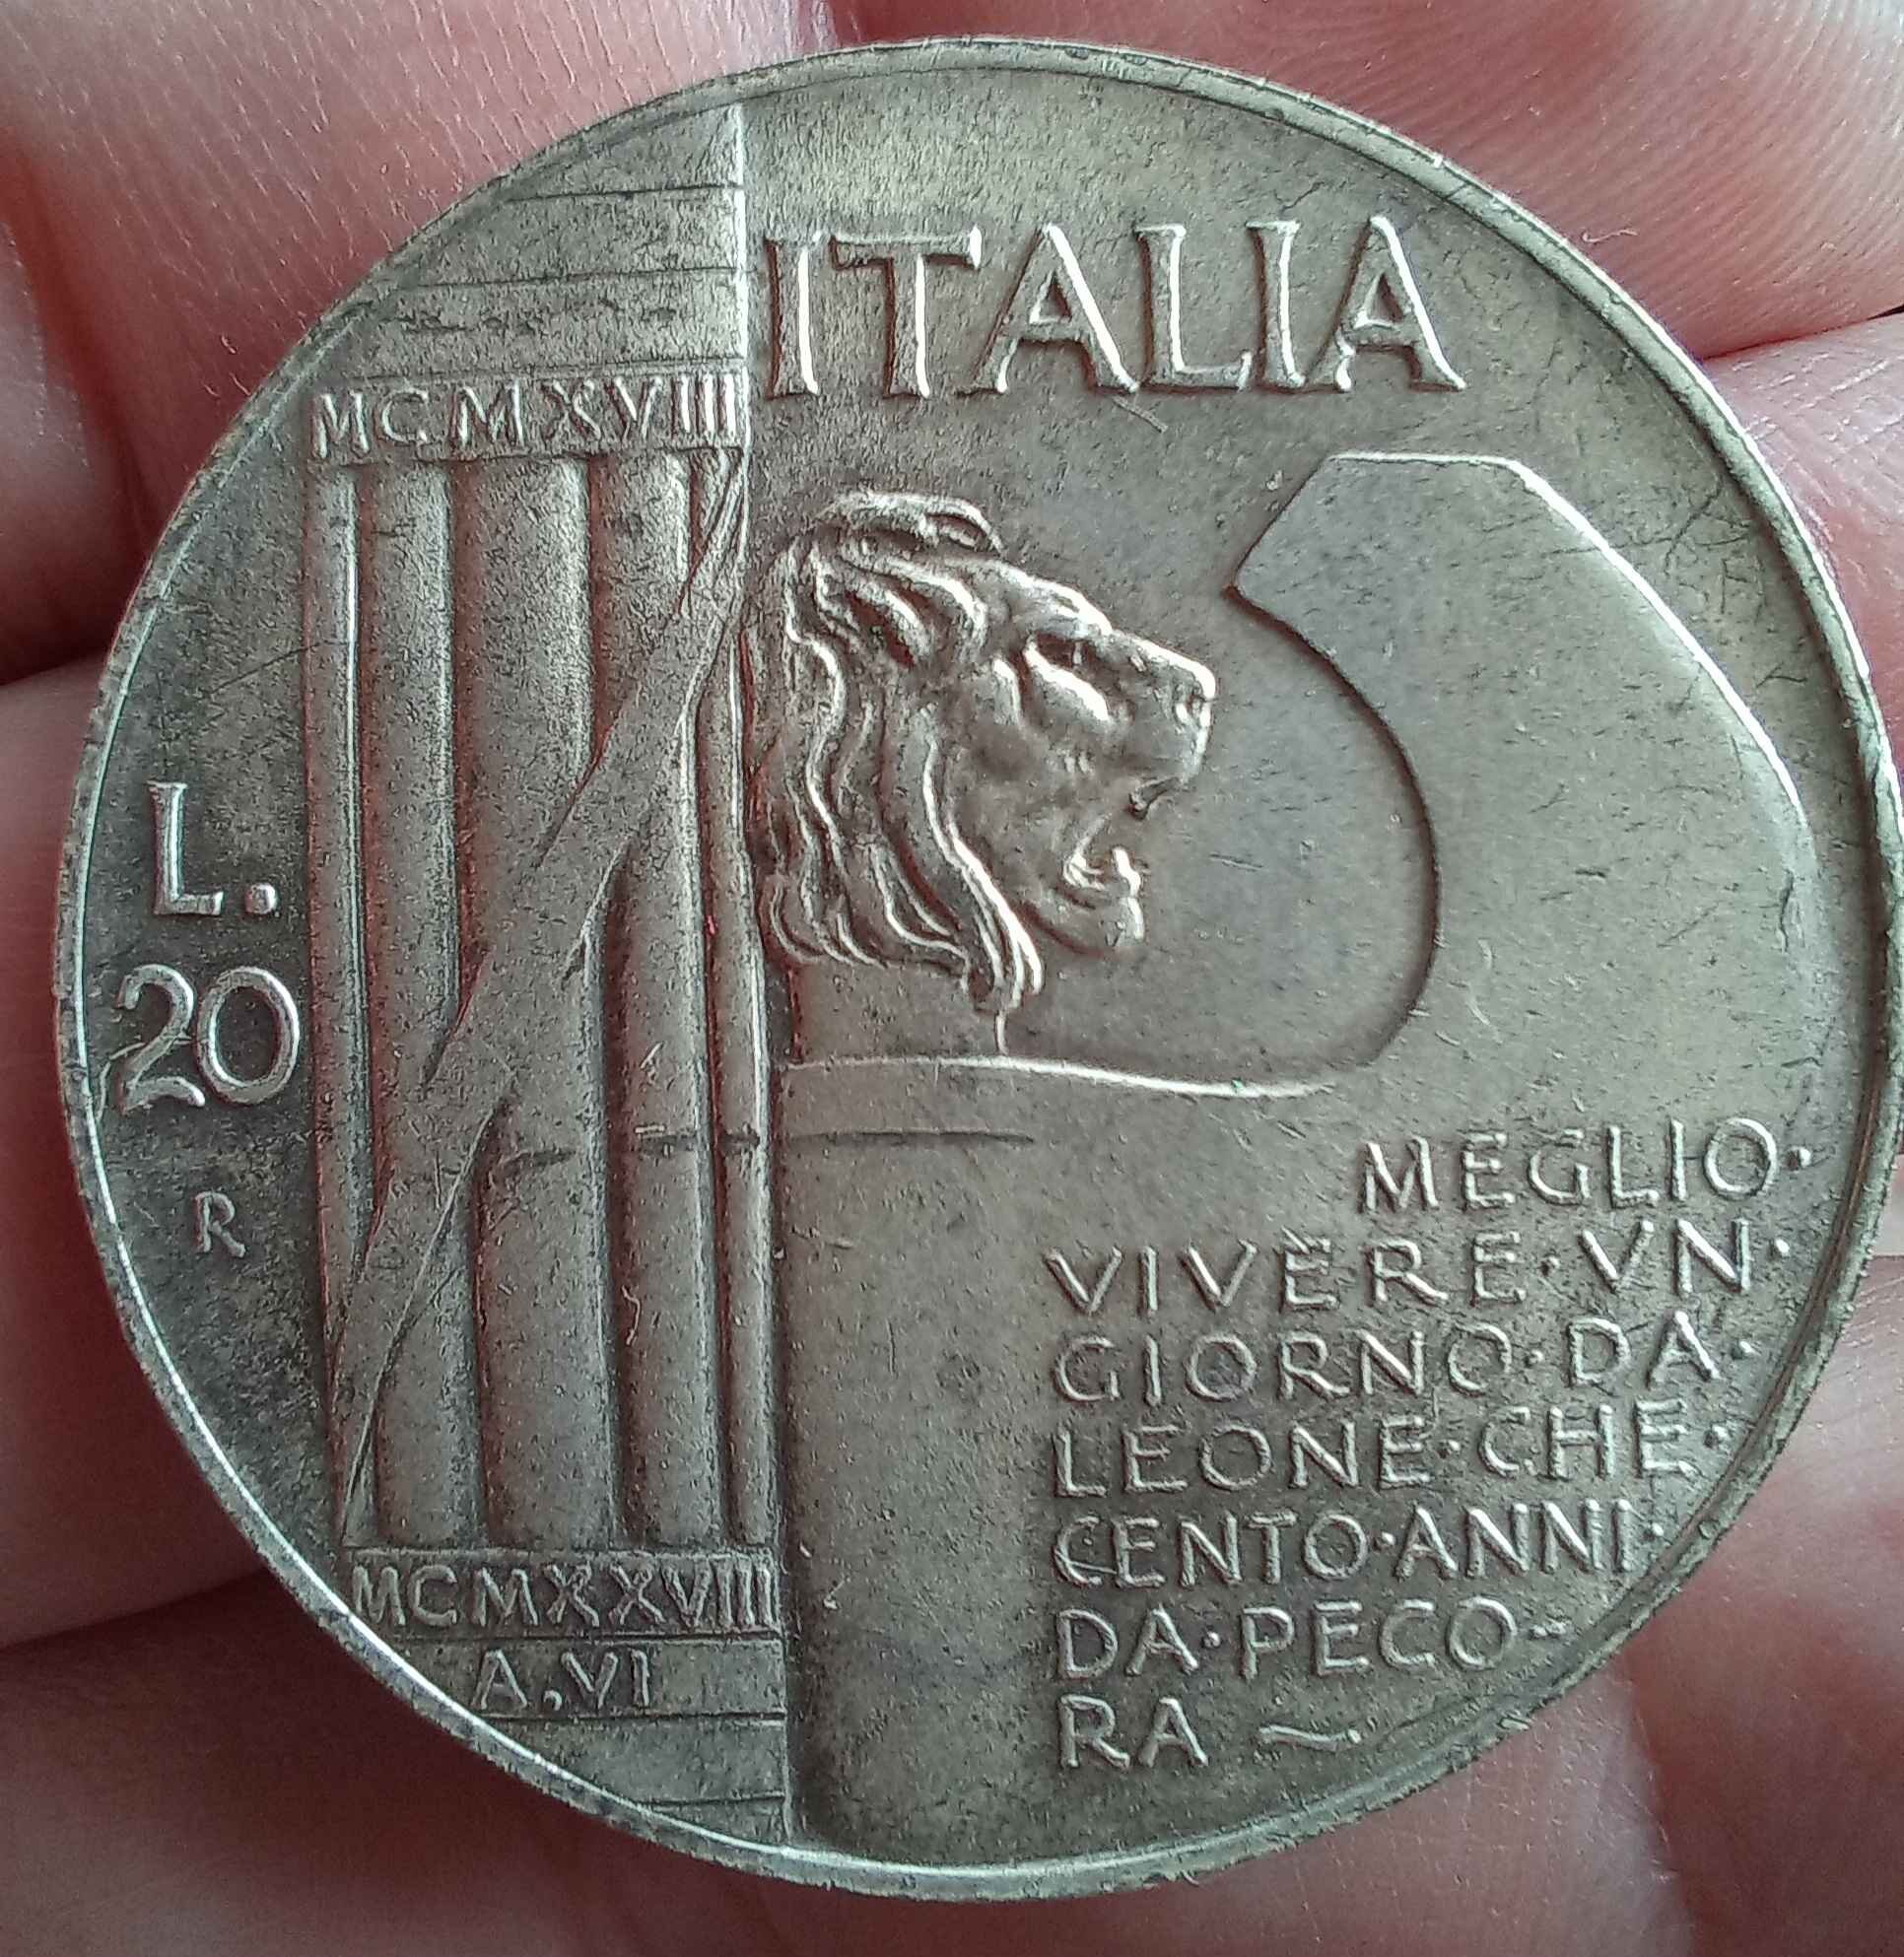 ITALIA
MCMXVIII
L.
20
R
MEGLIO·
VIVERE·VN·
GIORNO·DA·
LEONE·CHE·
CENTO·ANNI·
DA·PECO-
RA —
MCMXXVIII
A.VI